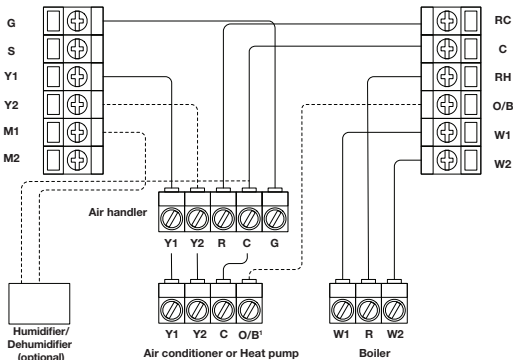 G
S
Y1
Y2
M1
M2
RC
C
RH
O/B
W1
W2
Air handler
Y1 Y2 R C G
Y1 Y2 C O/B¹
W1 R W2
Humidifier/
Dehumidifier
(optional)
Air conditioner or Heat pump
Boiler